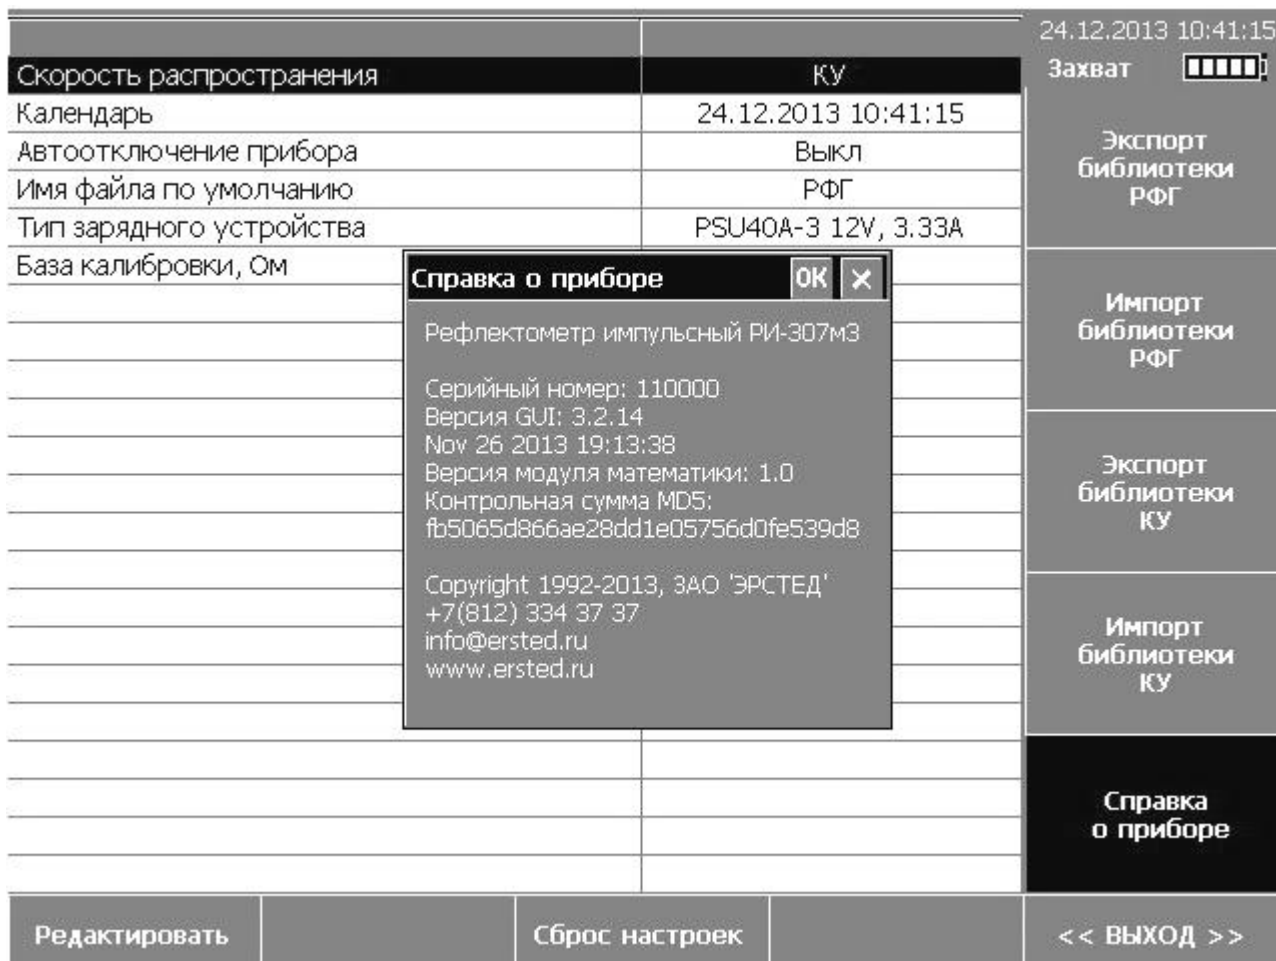 24.12.2013 10:41:15
Захват
Скорость распространения КУ
Календарь 24.12.2013 10:41:15
Автоотключение прибора Выкл
Имя файла по умолчанию РФГ
Тип зарядного устройства PSU40A-3 12V, 3.33A
База калибровки, Ом
Справка о приборе OK
Рефлектометр импульсный РИ-307м3
Серийный номер: 110000
Версия GUI: 3.2.14
Nov 26 2013 19:13:38
Версия модуля математики: 1.0
Контрольная сумма MD5:
fb5065d866ae28dd1e05756d0fe539d8
Copyright 1992-2013, ЗАО 'ЭРСТЕД'
+7(812) 334 37 37
info@ersted.ru
www.ersted.ru
Экспорт
библиотеки
РФГ
Импорт
библиотеки
РФГ
Экспорт
библиотеки
КУ
Импорт
библиотеки
КУ
Справка
о приборе
Редактировать
Сброс настроек
<< ВЫХОД >>